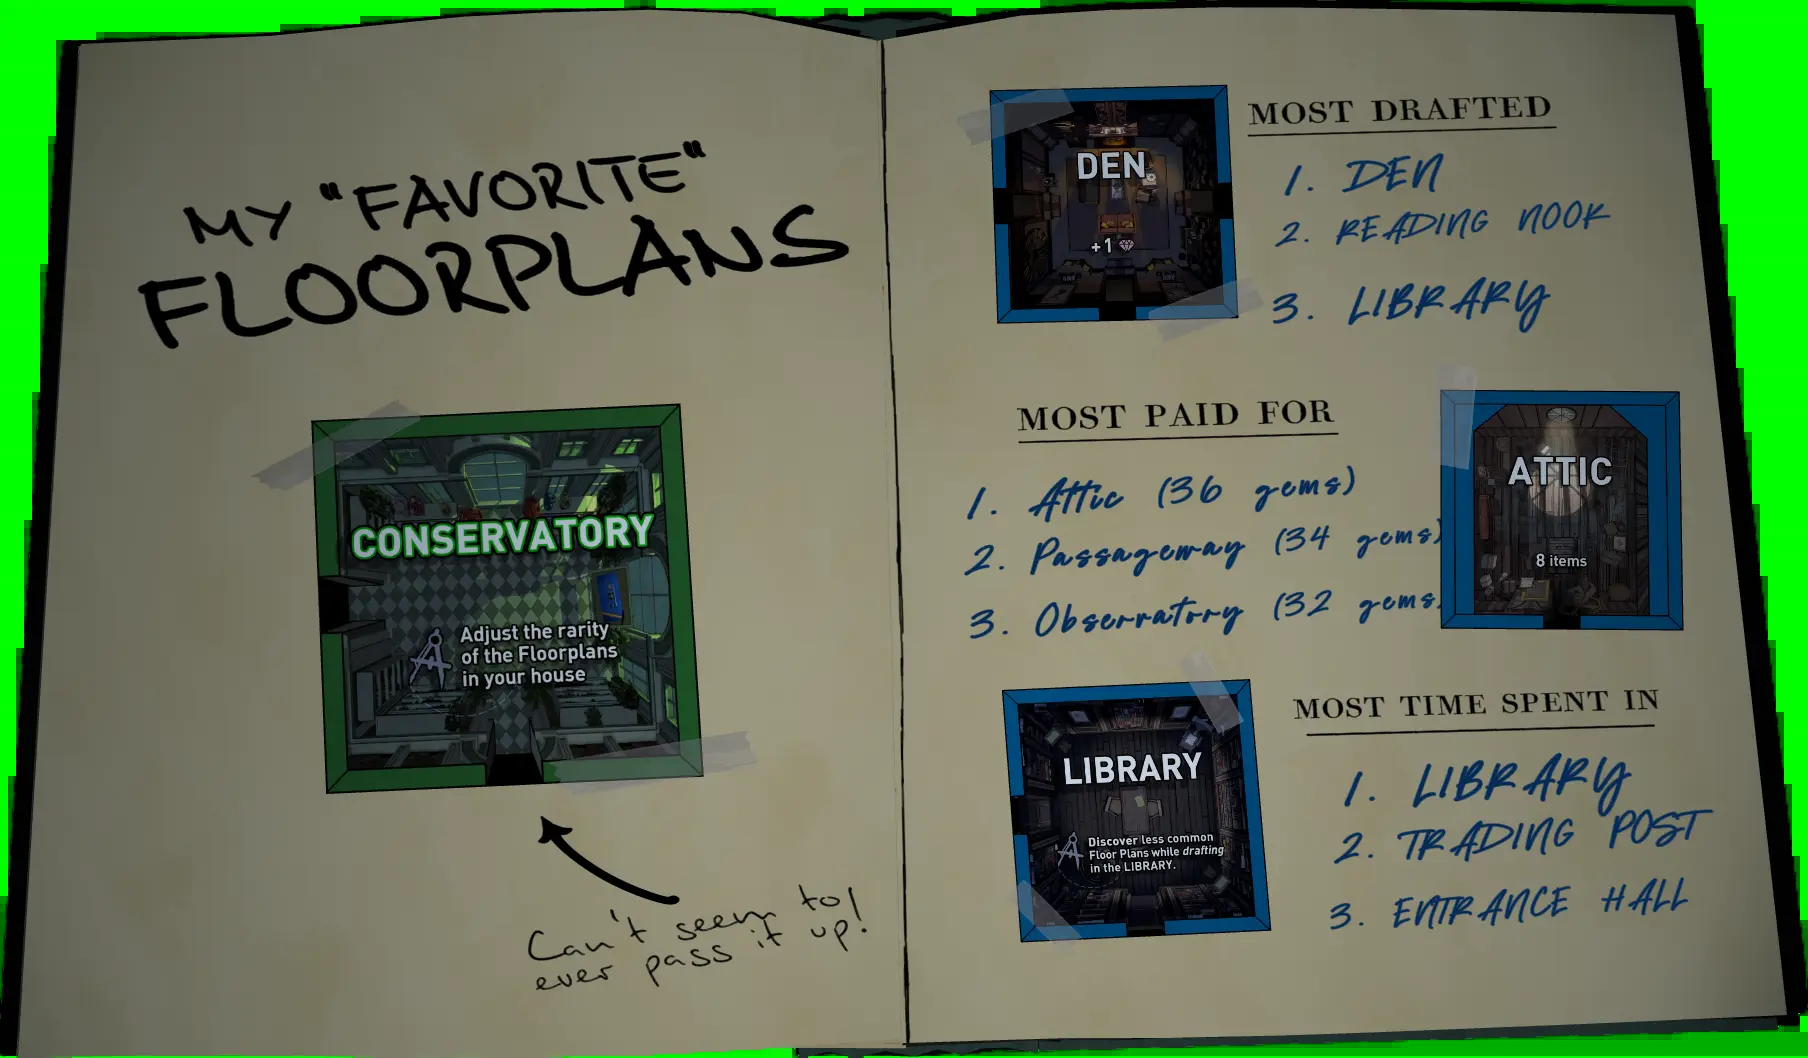 MY "FAVORITE"
FLOORPLANS
CONSERVATORY
Adjust the rarity
of the Floorplans
in your house
Can't seem to
ever pass it up!
DEN
+1
MOST DRAFTED
1. DEN
2. READING NOOK
3. LIBRARY
MOST PAID FOR
1. Attic (36 gems)
2. Passageway (34 gems)
3. Observatory (32 gems
ATTIC
8 items
LIBRARY
Discover less common
Floor Plans while drafting
in the LIBRARY.
MOST TIME SPENT IN
1. LIBRARY
2. TRADING POST
3. ENTRANCE HALL